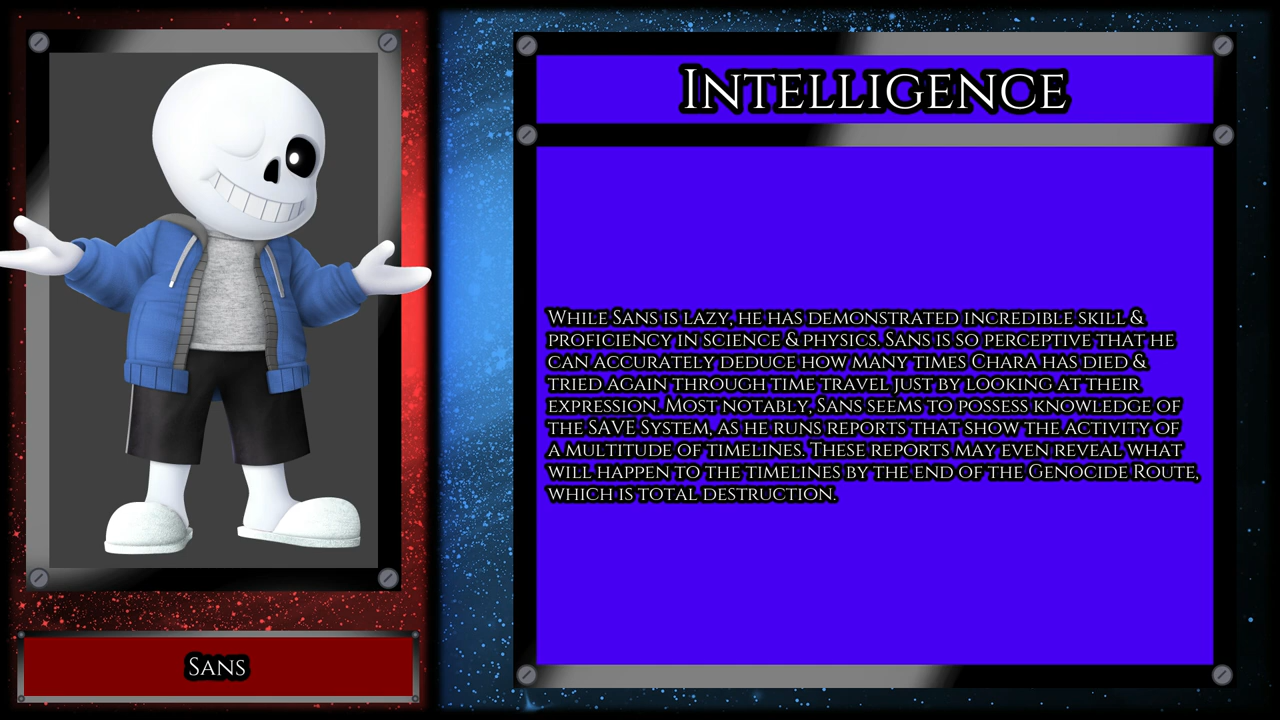 Intelligence
While Sans is lazy, he has demonstrated incredible skill &
proficiency in science & physics. Sans is so perceptive that he
can accurately deduce how many times Chara has died &
tried again through time travel just by looking at their
expression. Most notably, Sans seems to possess knowledge of
the SAVE System, as he runs reports that show the activity of
a multitude of timelines. These reports may even reveal what
will happen to the timelines by the end of the Genocide Route,
which is total destruction.
Sans